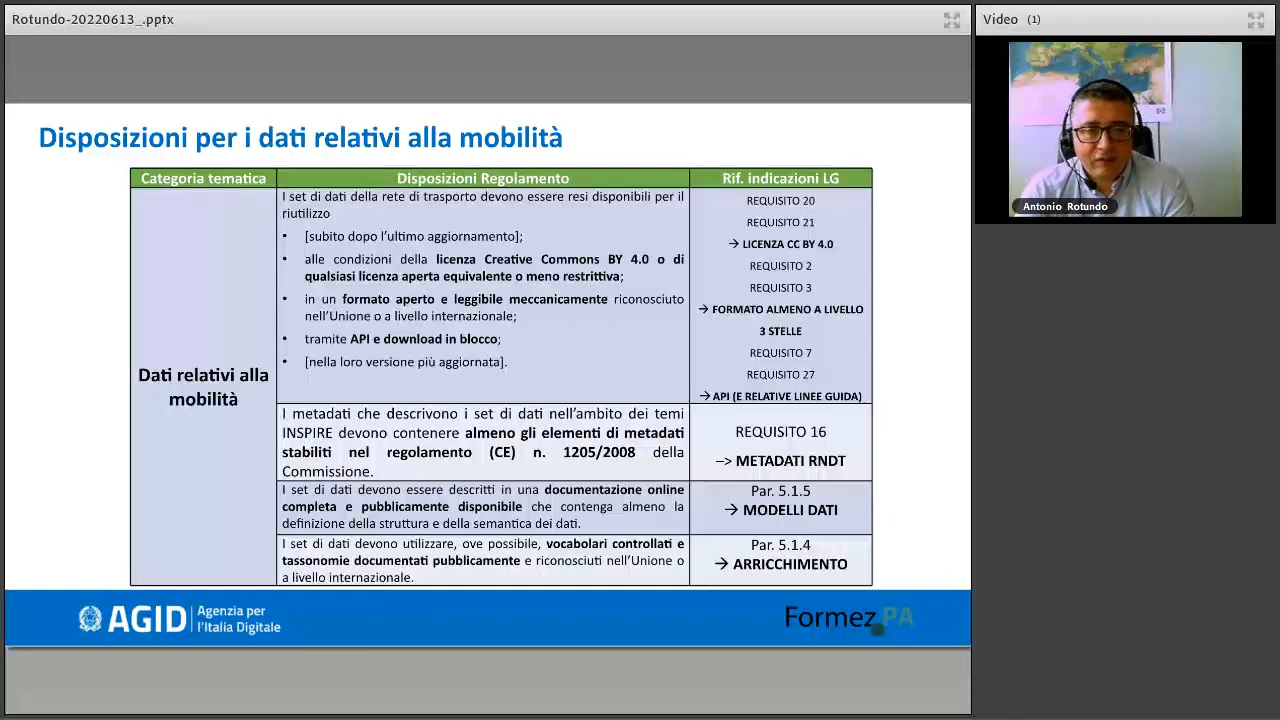 Rotundo-20220613_.pptx
Video (1)
Antonio Rotundo
Disposizioni per i dati relativi alla mobilità
Categoria tematica
Disposizioni Regolamento
Rif. indicazioni LG
Dati relativi alla
mobilità
I set di dati della rete di trasporto devono essere resi disponibili per il
riutilizzo
• [subito dopo l'ultimo aggiornamento];
• alle condizioni della licenza Creative Commons BY 4.0 o di
qualsiasi licenza aperta equivalente o meno restrittiva;
• in un formato aperto e leggibile meccanicamente riconosciuto
nell'Unione o a livello internazionale;
• tramite API e download in blocco;
• [nella loro versione più aggiornata].
REQUISITO 20
REQUISITO 21
→ LICENZA CC BY 4.0
REQUISITO 2
REQUISITO 3
→ FORMATO ALMENO A LIVELLO
3 STELLE
REQUISITO 7
REQUISITO 27
→ API (E RELATIVE LINEE GUIDA)
I metadati che descrivono i set di dati nell'ambito dei temi
INSPIRE devono contenere almeno gli elementi di metadati
stabiliti nel regolamento (CE) n. 1205/2008 della
Commissione.
REQUISITO 16
–> METADATI RNDT
I set di dati devono essere descritti in una documentazione online
completa e pubblicamente disponibile che contenga almeno la
definizione della struttura e della semantica dei dati.
Par. 5.1.5
→ MODELLI DATI
I set di dati devono utilizzare, ove possibile, vocabolari controllati e
tassonomie documentati pubblicamente e riconosciuti nell'Unione o
a livello internazionale.
Par. 5.1.4
→ ARRICCHIMENTO
AGID
Agenzia per
l'Italia Digitale
Formez PA